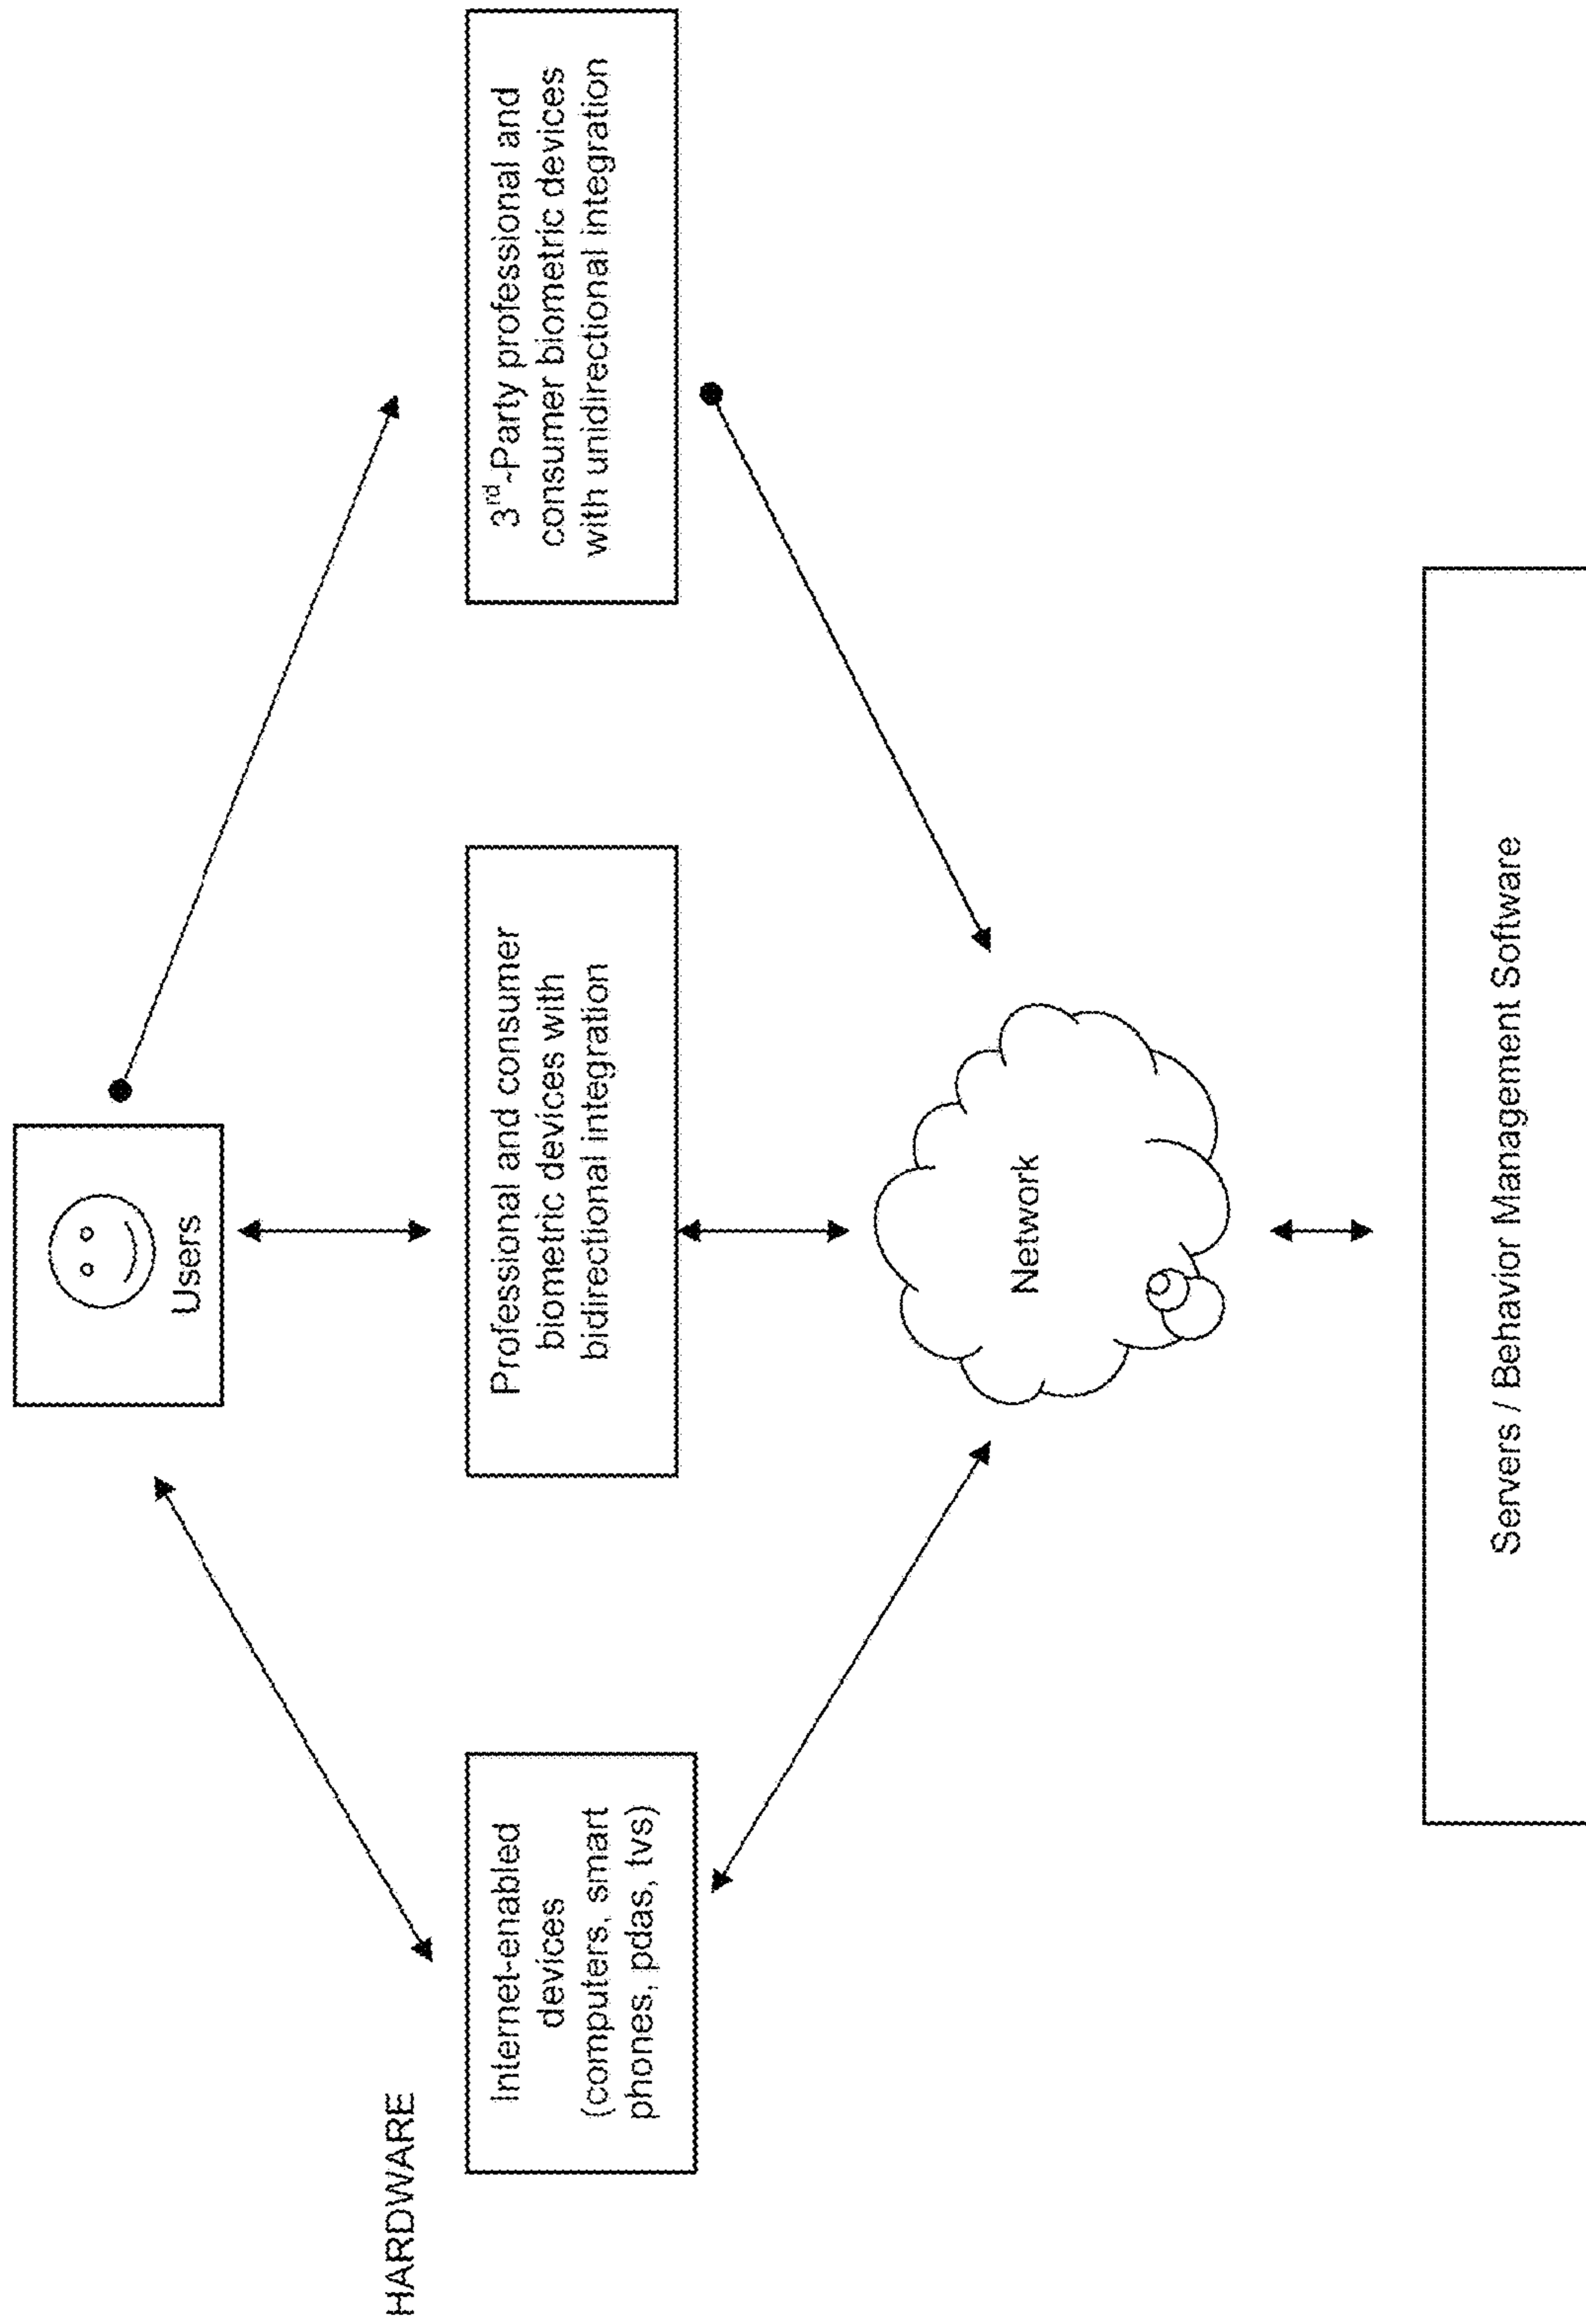 Users
HARDWARE
Internet-enabled
devices
(computers, smart
phones, pdas, tvs)
Professional and consumer
biometric devices with
bidirectional integration
3rd-Party professional and
consumer biometric devices
with unidirectional integration
Network
Servers / Behavior Management Software